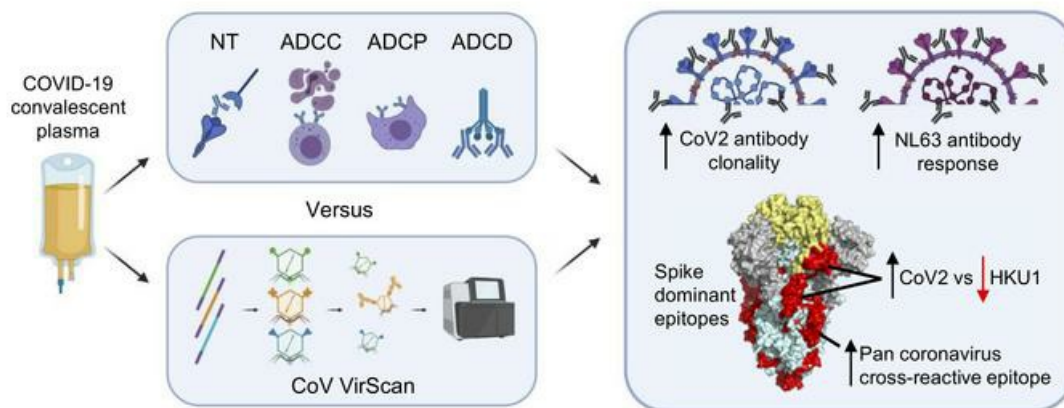 COVID-19
convalescent
plasma
NT ADCC ADCP ADCD
Versus
CoV VirScan
CoV2 antibody
clonality
NL63 antibody
response
Spike
dominant
epitopes
CoV2 vs HKU1
Pan coronavirus
cross-reactive epitope